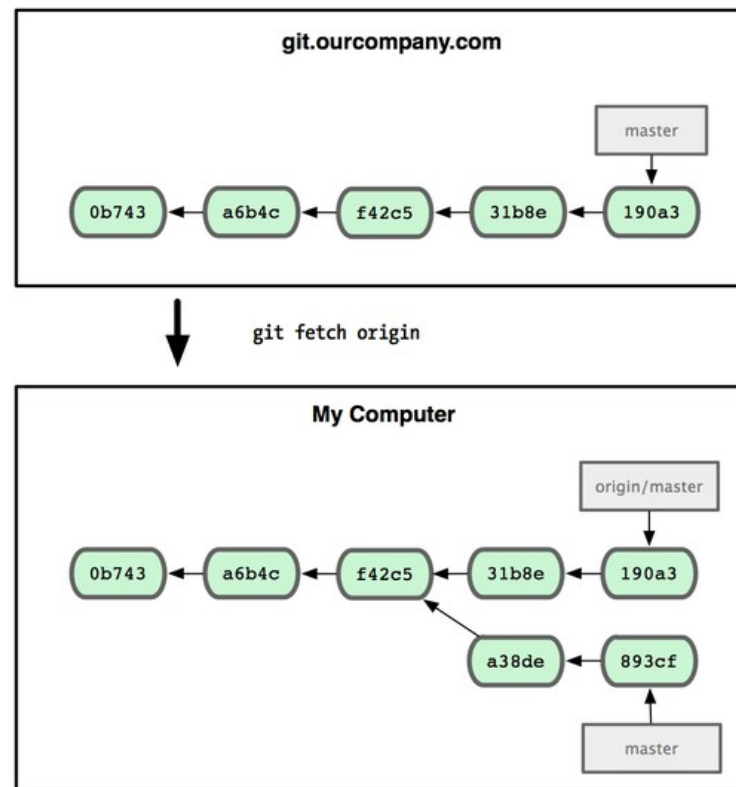 git.ourcompany.com
master
0b743 a6b4c f42c5 31b8e 190a3
git fetch origin
My Computer
origin/master
0b743 a6b4c f42c5 31b8e 190a3
a38de 893cf
master